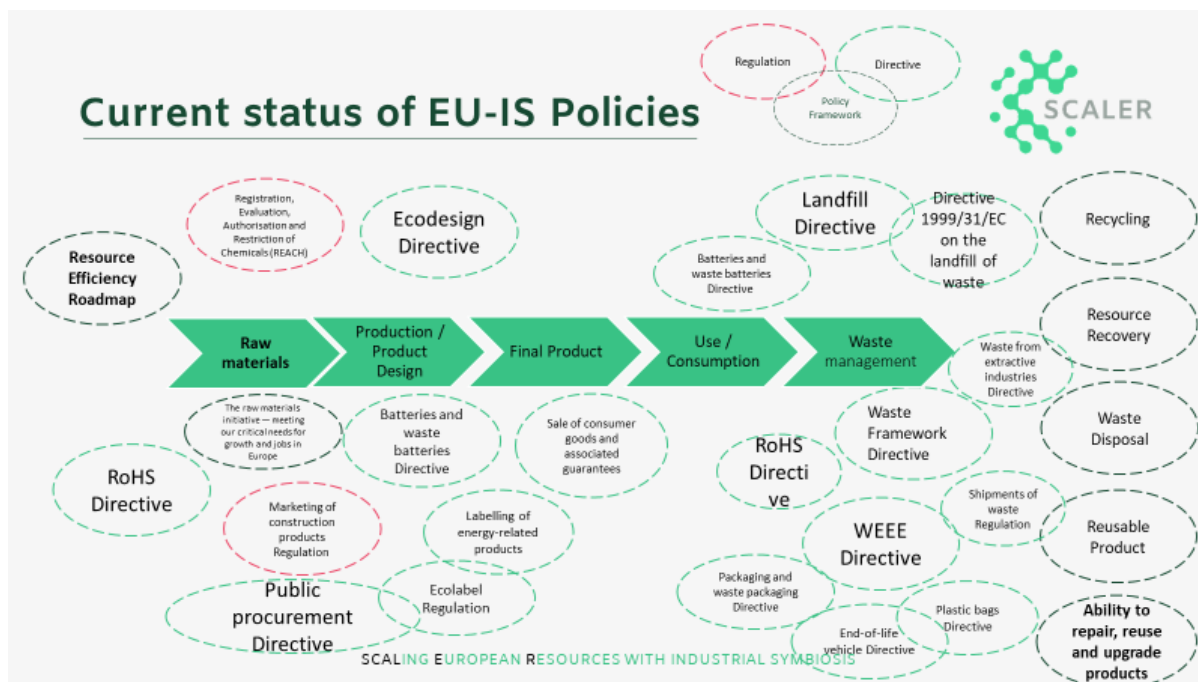 Regulation
Directive
Policy
Framework
SCALER
Current status of EU-IS Policies
Registration,
Evaluation,
Authorisation and
Restriction of
Chemicals (REACH)
Ecodesign
Directive
Landfill
Directive
Directive
1999/31/EC
on the
landfill of
waste
Recycling
Resource
Efficiency
Roadmap
Batteries and
waste batteries
Directive
Resource
Recovery
Raw
materials
Production /
Product
Design
Final Product
Use /
Consumption
Waste
management
Waste from
extractive
industries
Directive
The raw materials
initiative — meeting
our critical needs for
growth and jobs in
Europe
Batteries and
waste
batteries
Directive
Sale of consumer
goods and
associated
guarantees
Waste
Framework
Directive
Waste
Disposal
RoHS
Directive
RoHS
Directi
ve
Marketing of
construction
products
Regulation
Labelling of
energy-related
products
WEEE
Directive
Shipments of
waste
Regulation
Reusable
Product
Public
procurement
Directive
Ecolabel
Regulation
Packaging and
waste packaging
Directive
Plastic bags
Directive
End-of-life
vehicle Directive
Ability to
repair, reuse
and upgrade
products
SCALING EUROPEAN RESOURCES WITH INDUSTRIAL SYMBIOSIS